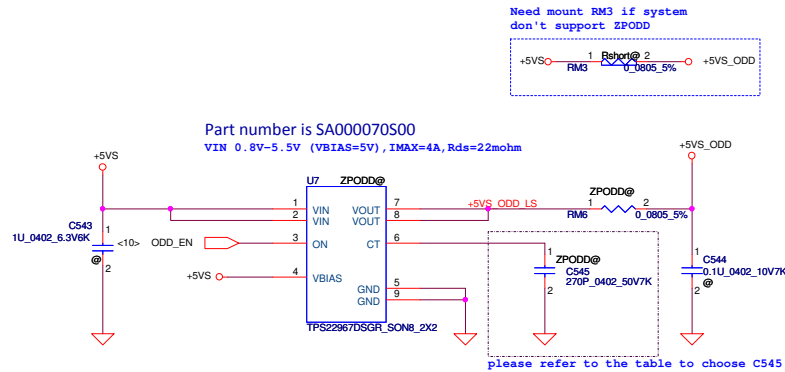 Need mount RM3 if system
don't support ZPODD
+5VS 1 Rshort@ 2 +5VS_ODD
RM3 0_0805_5%
Part number is SA000070S00
VIN 0.8V-5.5V (VBIAS=5V),IMAX=4A,Rds=22mohm
+5VS
+5VS_ODD
U7 ZPODD@
ZPODD@
1 VIN VOUT 7 +5VS_ODD_LS 1 2
2 VIN VOUT 8 RM6 0_0805_5%
C543 1
1U_0402_6.3V6K
@ 2
<10> ODD_EN 3 ON CT 6
+5VS 4 VBIAS
GND 5
GND 9
TPS22967DSGR_SON8_2X2
1 ZPODD@
C545
270P_0402_50V7K
2
1 C544
0.1U_0402_10V7K
@
2
please refer to the table to choose C545